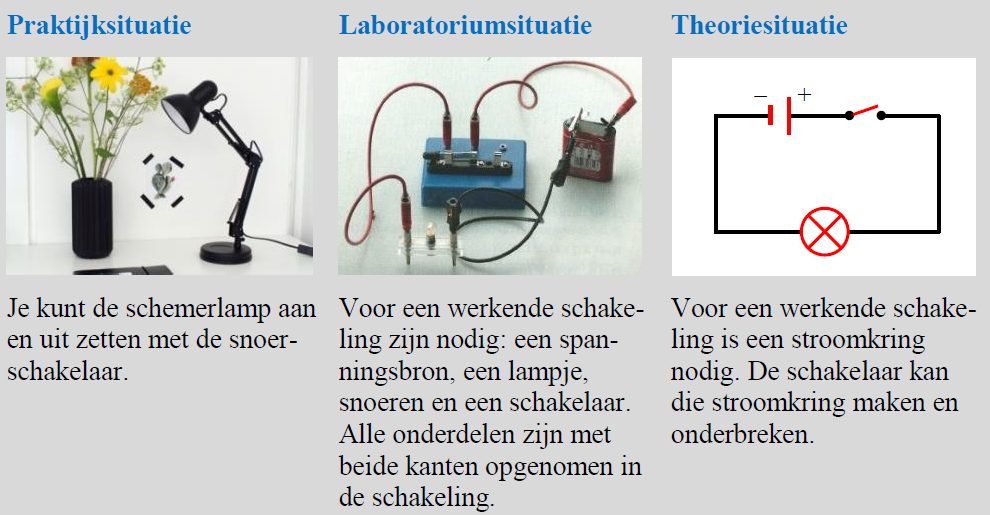 Praktijksituatie
Je kunt de schemerlamp aan
en uit zetten met de snoer-
schakelaar.
Laboratoriumsituatie
Voor een werkende schake-
ling zijn nodig: een span-
ningsbron, een lampje,
snoeren en een schakelaar.
Alle onderdelen zijn met
beide kanten opgenomen in
de schakeling.
Theoriesituatie
– +
Voor een werkende schake-
ling is een stroomkring
nodig. De schakelaar kan
die stroomkring maken en
onderbreken.